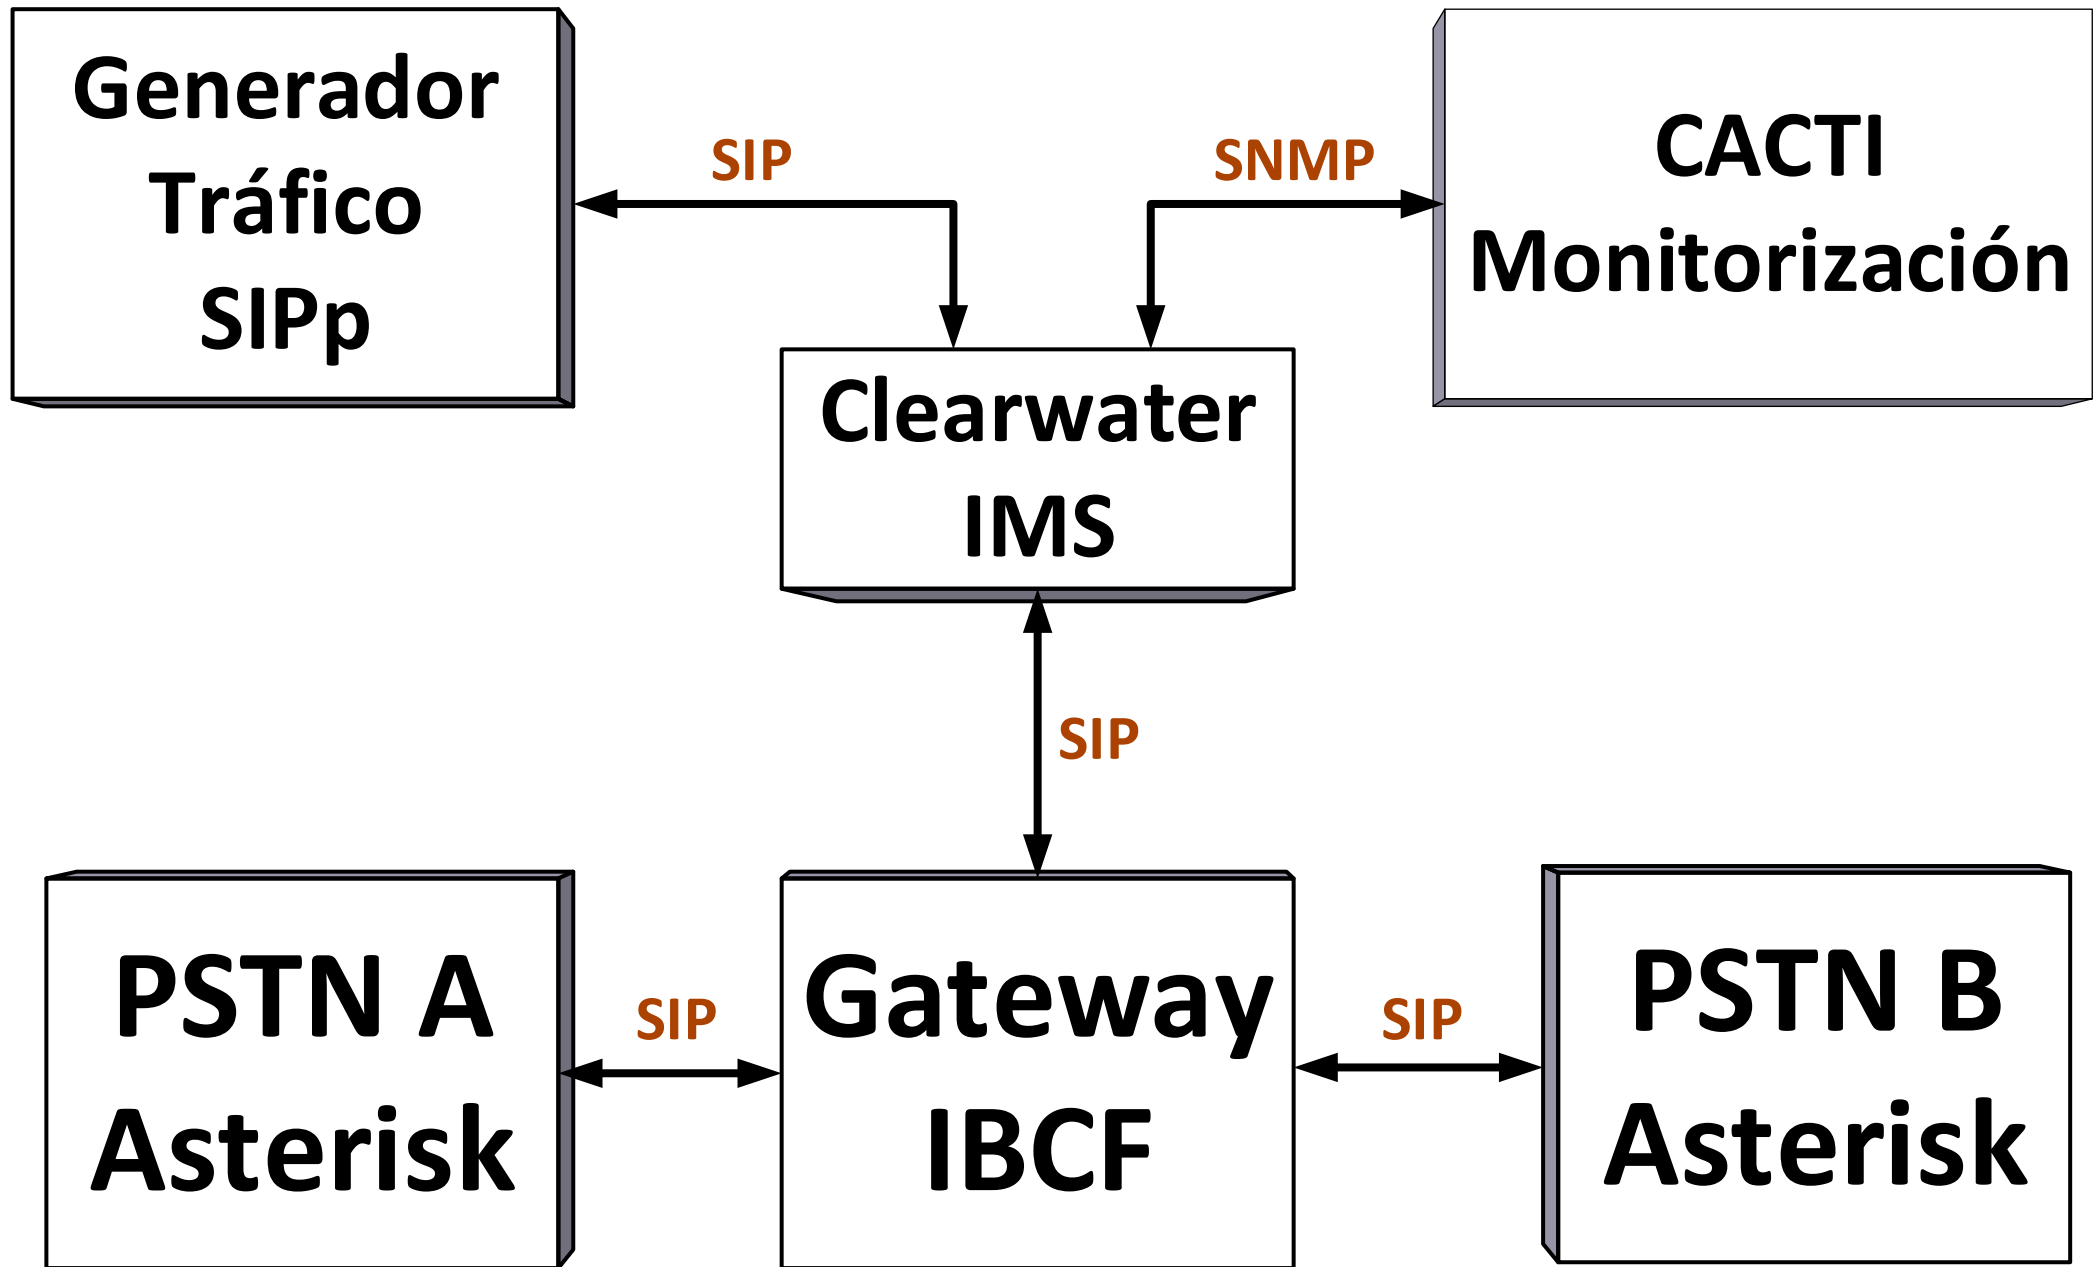 Generador
Tráfico
SIPp
SIP
SNMP
CACTI
Monitorización
Clearwater
IMS
SIP
PSTN A
Asterisk
SIP
Gateway
IBCF
SIP
PSTN B
Asterisk